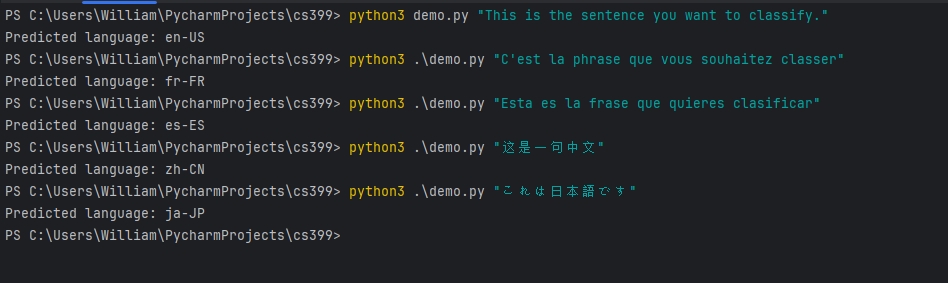 PS C:\Users\William\PycharmProjects\cs399> python3 demo.py "This is the sentence you want to classify."
Predicted language: en-US
PS C:\Users\William\PycharmProjects\cs399> python3 .\demo.py "C'est la phrase que vous souhaitez classer"
Predicted language: fr-FR
PS C:\Users\William\PycharmProjects\cs399> python3 .\demo.py "Esta es la frase que quieres clasificar"
Predicted language: es-ES
PS C:\Users\William\PycharmProjects\cs399> python3 .\demo.py "这是一句中文"
Predicted language: zh-CN
PS C:\Users\William\PycharmProjects\cs399> python3 .\demo.py "これは日本語です"
Predicted language: ja-JP
PS C:\Users\William\PycharmProjects\cs399>